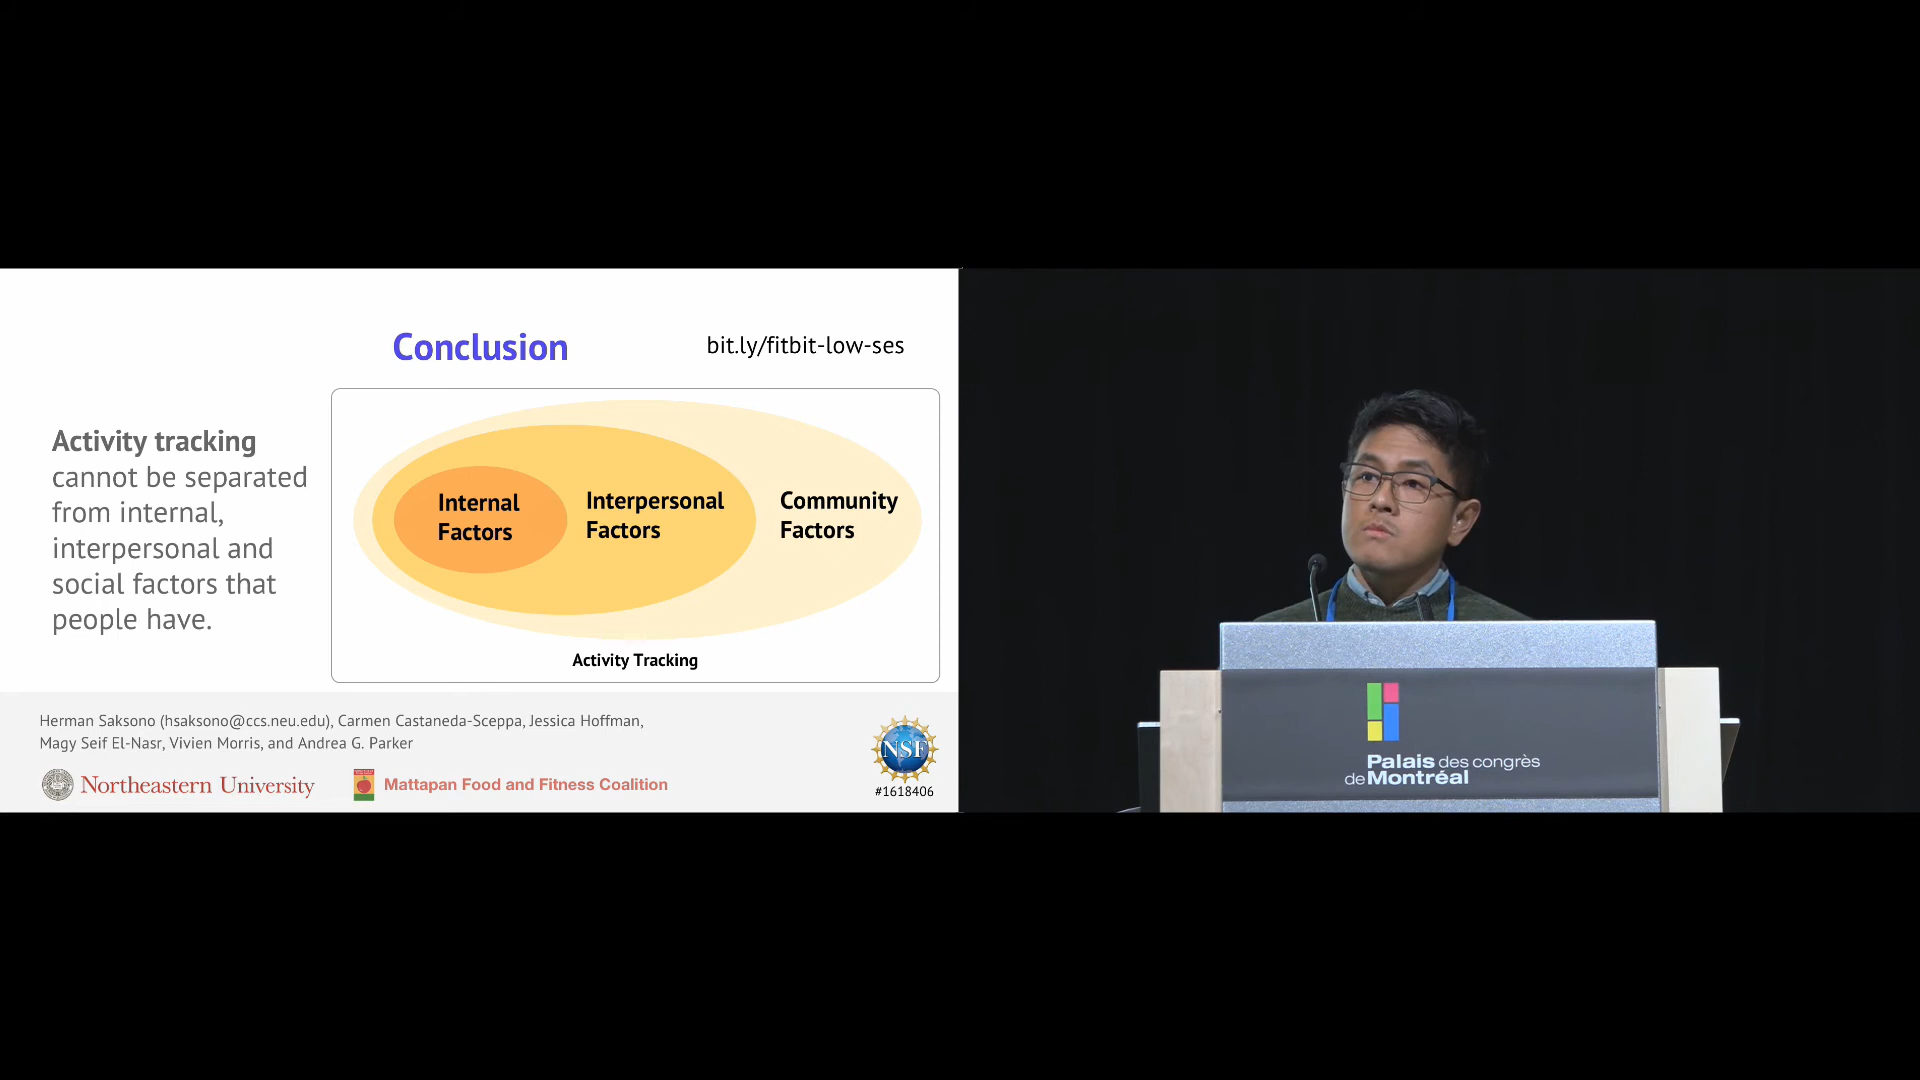 Conclusion
bit.ly/fitbit-low-ses
Activity tracking
cannot be separated
from internal,
interpersonal and
social factors that
people have.
Internal
Factors
Interpersonal
Factors
Community
Factors
Activity Tracking
Herman Saksono (hsaksono@ccs.neu.edu), Carmen Castaneda-Sceppa, Jessica Hoffman,
Magy Seif El-Nasr, Vivien Morris, and Andrea G. Parker
Northeastern University
Mattapan Food and Fitness Coalition
NSF
#1618406
Palais des congrès
de Montréal